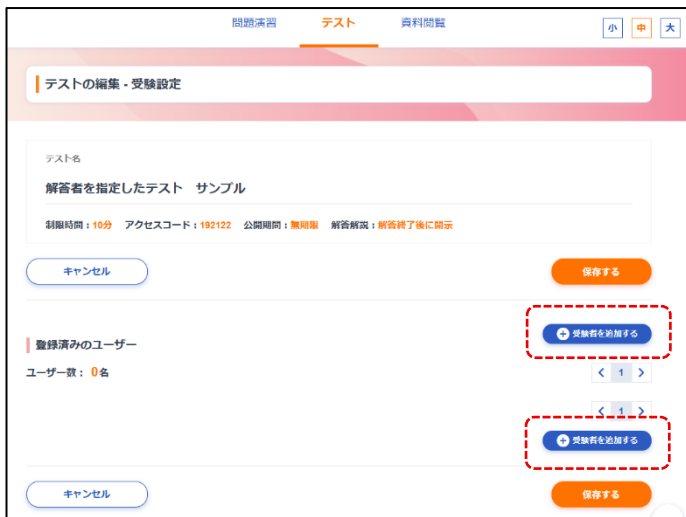 問題演習 テスト 資料閲覧 小 中 大
テストの編集 - 受験設定
テスト名
解答者を指定したテスト サンプル
制限時間：10分 アクセスコード：192122 公開期間：無期限 解答解説：解答終了後に開示
キャンセル 保存する
受験者を追加する
登録済みのユーザー
ユーザー数： 0名
1
1
受験者を追加する
キャンセル 保存する